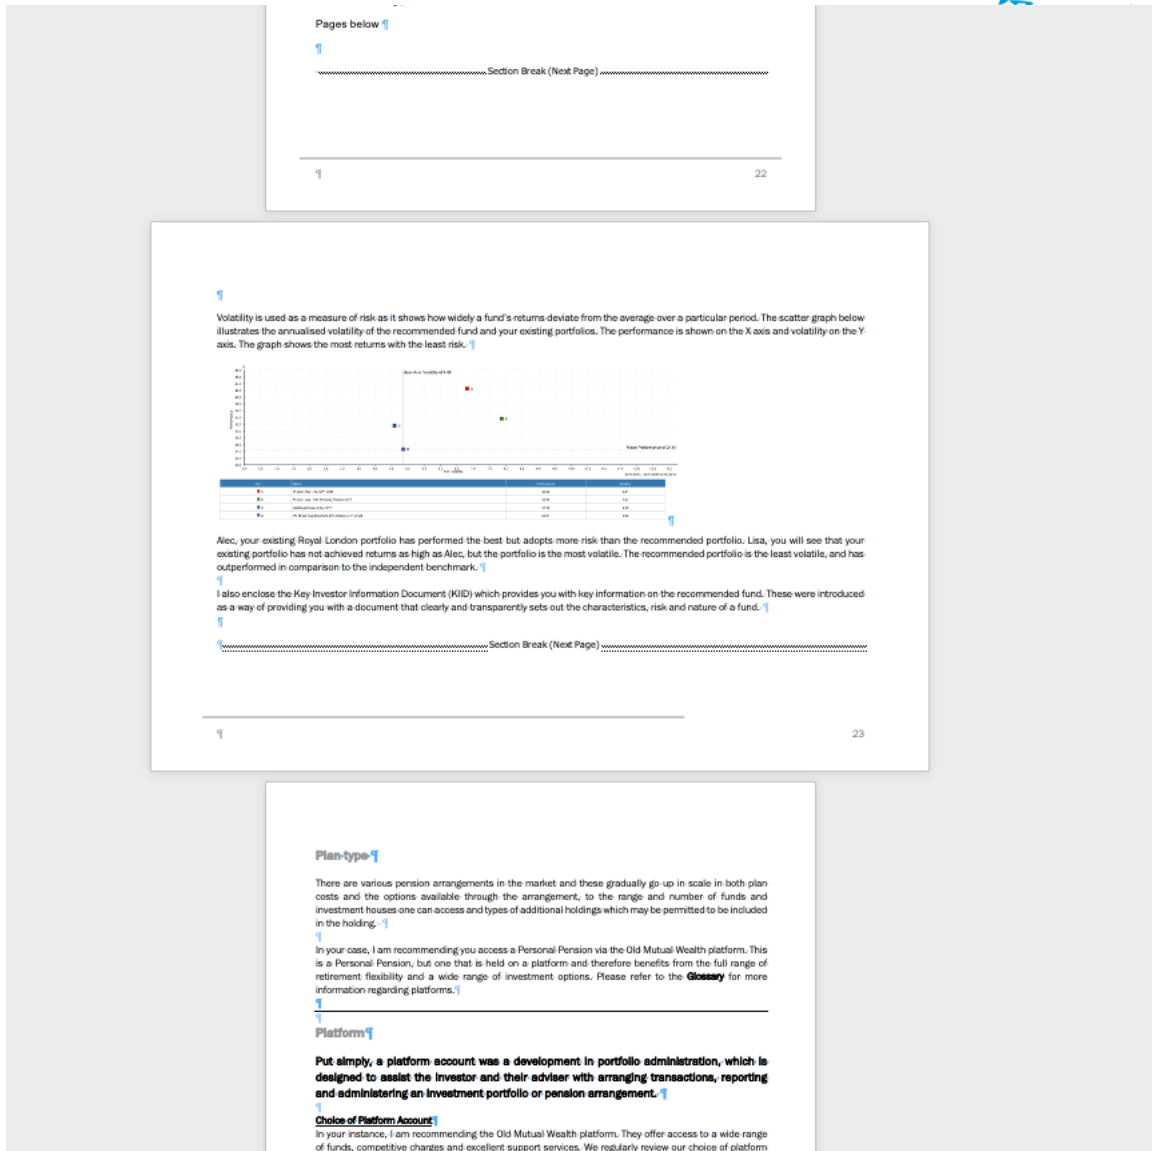 Pages below ¶
¶
Section Break (Next Page)
¶ 22
¶
Volatility is used as a measure of risk as it shows how widely a fund's returns deviate from the average over a particular period. The scatter graph below
illustrates the annualised volatility of the recommended fund and your existing portfolios. The performance is shown on the X axis and volatility on the Y
axis. The graph shows the most returns with the least risk. ¶
¶
Alec, your existing Royal London portfolio has performed the best but adopts more risk than the recommended portfolio. Lisa, you will see that your
existing portfolio has not achieved returns as high as Alec, but the portfolio is the most volatile. The recommended portfolio is the least volatile, and has
outperformed in comparison to the independent benchmark. ¶
¶
I also enclose the Key Investor Information Document (KIID) which provides you with key information on the recommended fund. These were introduced
as a way of providing you with a document that clearly and transparently sets out the characteristics, risk and nature of a fund. ¶
¶
¶ Section Break (Next Page)
¶ 23
Plan type ¶
There are various pension arrangements in the market and these gradually go up in scale in both plan
costs and the options available through the arrangement, to the range and number of funds and
investment houses one can access and types of additional holdings which may be permitted to be included
in the holding. ¶
¶
In your case, I am recommending you access a Personal Pension via the Old Mutual Wealth platform. This
is a Personal Pension, but one that is held on a platform and therefore benefits from the full range of
retirement flexibility and a wide range of investment options. Please refer to the Glossary for more
information regarding platforms.¶
¶
¶
Platform¶
Put simply, a platform account was a development in portfolio administration, which is
designed to assist the investor and their adviser with arranging transactions, reporting
and administering an investment portfolio or pension arrangement. ¶
¶
Choice of Platform Account¶
In your instance, I am recommending the Old Mutual Wealth platform. They offer access to a wide range
of funds, competitive charges and excellent support services. We regularly review our choice of platform